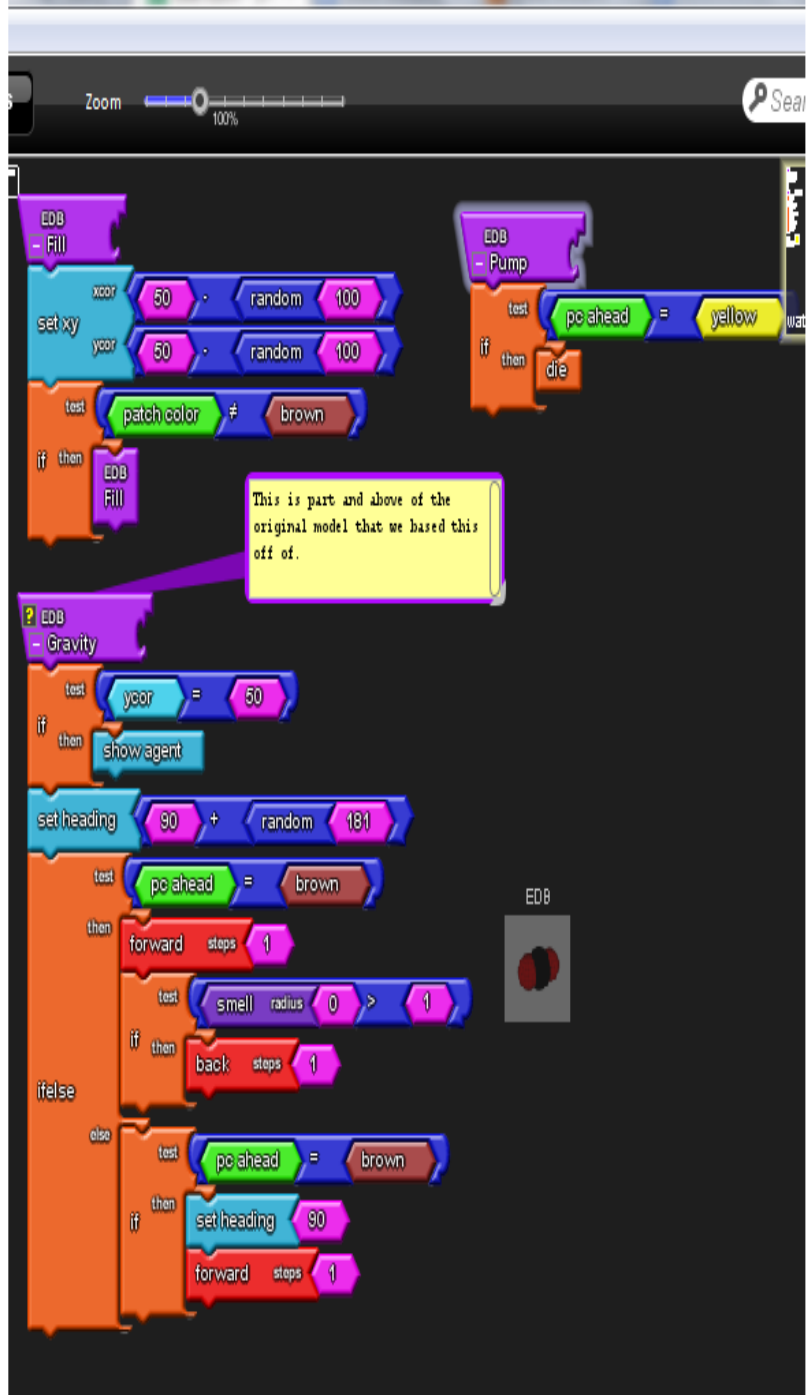 Zoom
100%
Sear
EDB
Fill
set xy
xcor 50 - random 100
ycor 50 - random 100
if
test patch color ≠ brown
then EDB
Fill
EDB
Pump
if
test pc ahead = yellow
then die
wat
This is part and above of the
original model that we based this
off of.
? EDB
Gravity
if
test ycor = 50
then show agent
set heading 90 + random 181
ifelse
test pc ahead = brown
then forward steps 1
if
test smell radius 0 > 1
then back steps 1
else
if
test pc ahead = brown
then set heading 90
forward steps 1
EDB